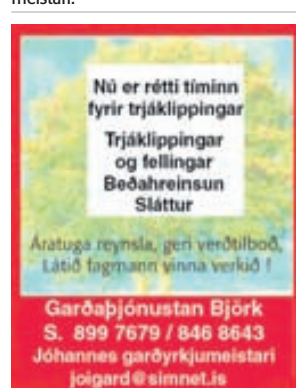 meistari.
Nú er rétti tíminn
fyrir trjáklippingar
Trjáklippingar
og fellingar
Beðahreinsun
Sláttur
Áratuga reynsla, geri verðtilboð,
Látið fagmann vinna verkið !
Garðaþjónustan Björk
S. 899 7679 / 846 8643
Jóhannes garðyrkjumeistari
joigard@simnet.is